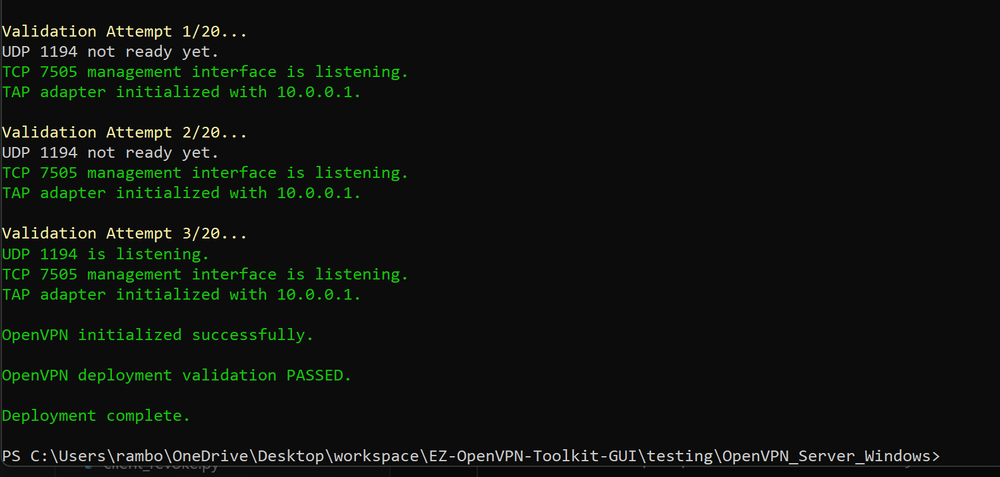 Validation Attempt 1/20...
UDP 1194 not ready yet.
TCP 7505 management interface is listening.
TAP adapter initialized with 10.0.0.1.
Validation Attempt 2/20...
UDP 1194 not ready yet.
TCP 7505 management interface is listening.
TAP adapter initialized with 10.0.0.1.
Validation Attempt 3/20...
UDP 1194 is listening.
TCP 7505 management interface is listening.
TAP adapter initialized with 10.0.0.1.
OpenVPN initialized successfully.
OpenVPN deployment validation PASSED.
Deployment complete.
PS C:\Users\rambo\OneDrive\Desktop\workspace\EZ-OpenVPN-Toolkit-GUI\testing\OpenVPN_Server_Windows>
client_revoke.py